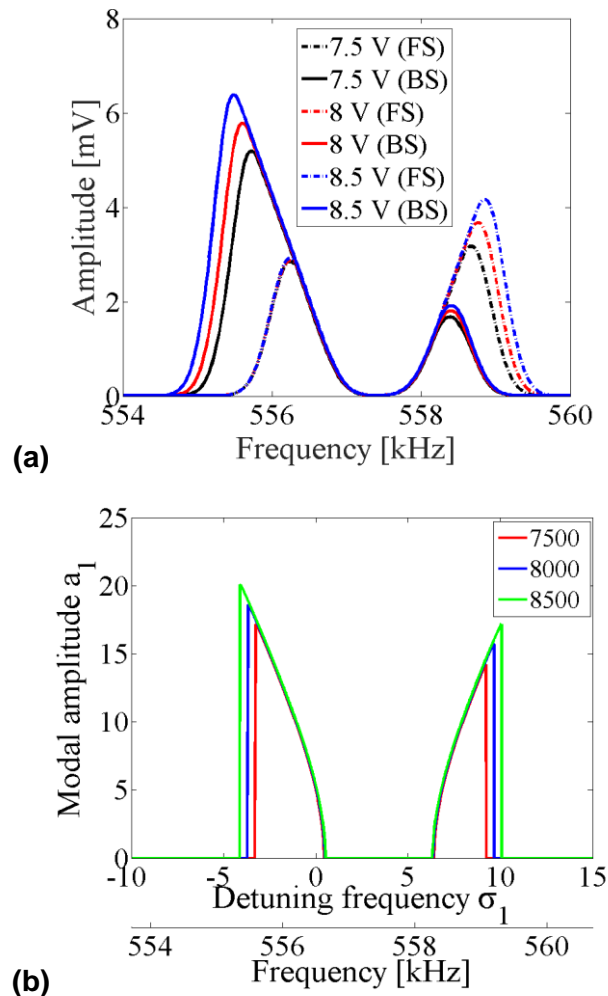 8
6
4
2
0
Amplitude [mV]
7.5 V (FS)
7.5 V (BS)
8 V (FS)
8 V (BS)
8.5 V (FS)
8.5 V (BS)
554 556 558 560
Frequency [kHz]
(a)
25
20
15
10
5
0
Modal amplitude a1
7500
8000
8500
-10 -5 0 5 10 15
Detuning frequency σ1
554 556 558 560
Frequency [kHz]
(b)